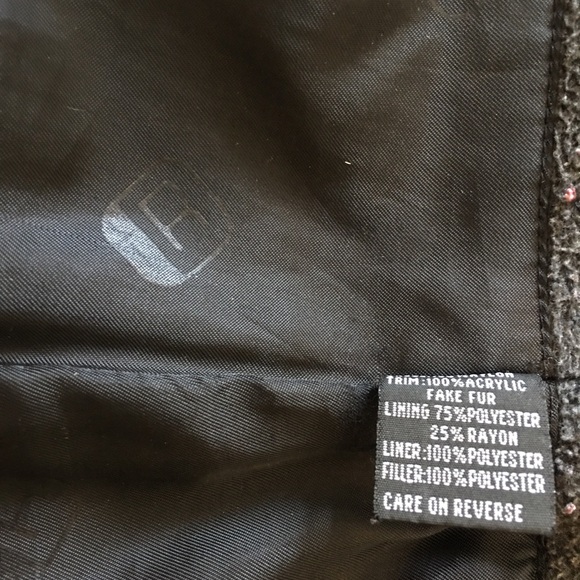 TRIM:100%ACRYLIC
FAKE FUR
LINING 75%POLYESTER
25% RAYON
LINER:100%POLYESTER
FILLER:100%POLYESTER
CARE ON REVERSE